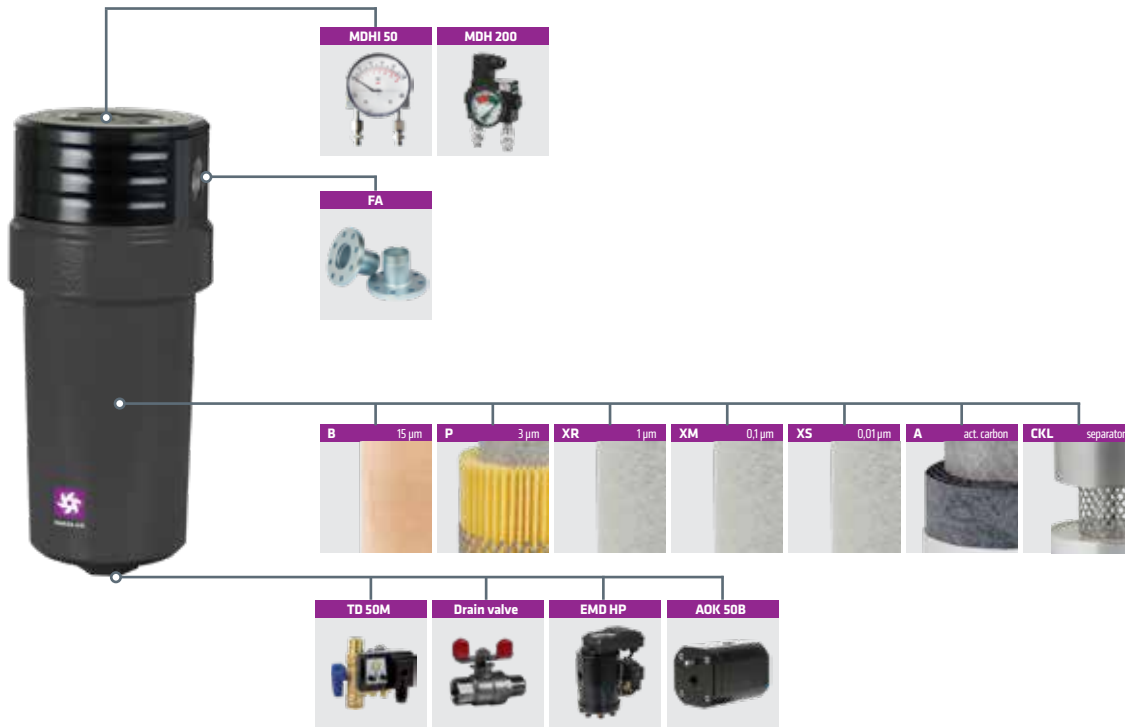 MDHI 50
MDH 200
FA
B 15 µm
P 3 µm
XR 1 µm
XM 0,1 µm
XS 0,01 µm
A act. carbon
CKL separator
TD 50M
Drain valve
EMD HP
AOK 50B